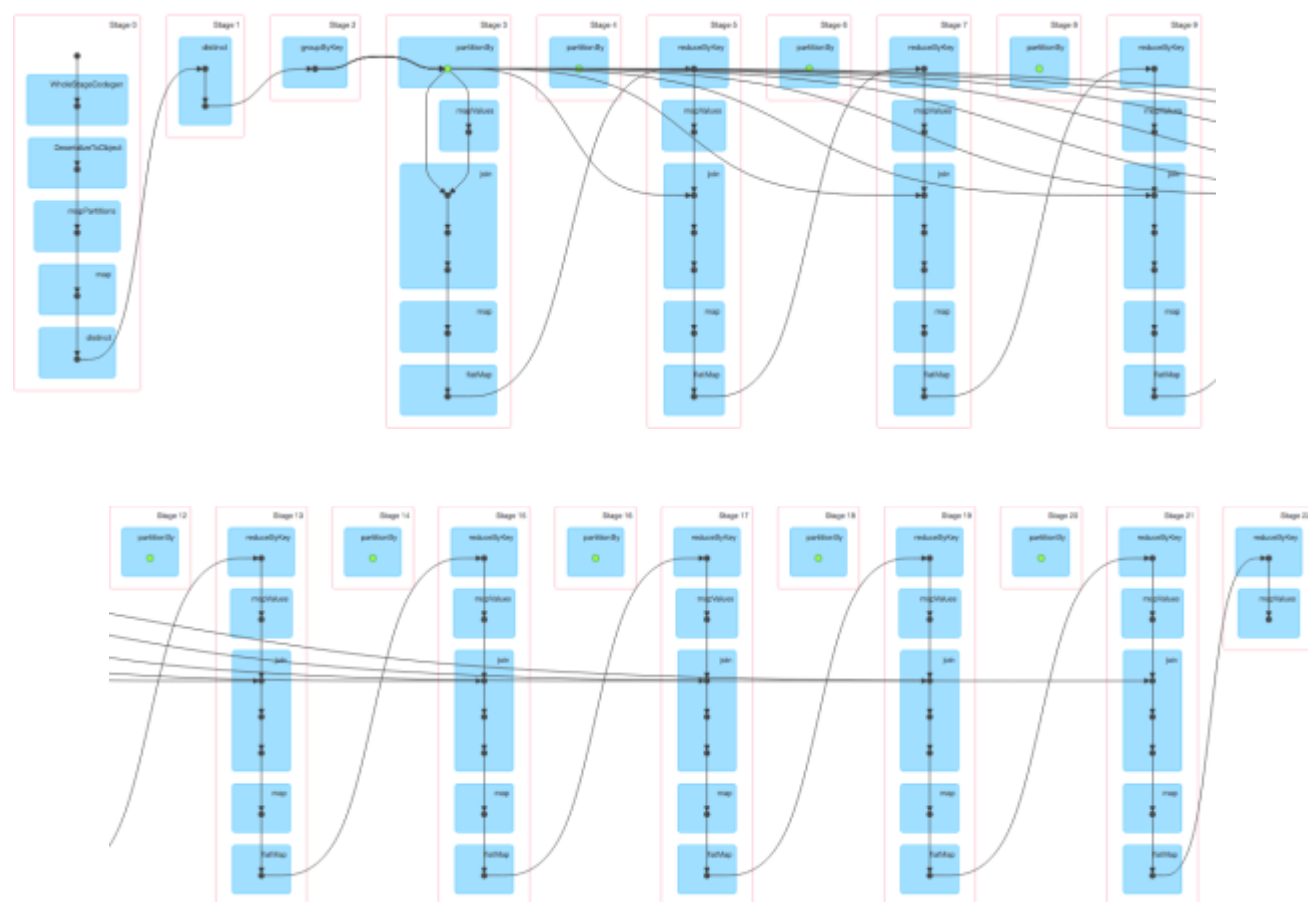 Stage 0
WholeStageCodegen
DeserializeToObject
mapPartitions
map
distinct
Stage 1
distinct
Stage 2
groupByKey
Stage 3
partitionBy
mapValues
join
map
flatMap
Stage 4
partitionBy
Stage 5
reduceByKey
mapValues
join
map
flatMap
Stage 6
partitionBy
Stage 7
reduceByKey
mapValues
join
map
flatMap
Stage 8
partitionBy
Stage 9
reduceByKey
mapValues
join
map
flatMap
Stage 12
partitionBy
Stage 13
reduceByKey
mapValues
join
map
flatMap
Stage 14
partitionBy
Stage 15
reduceByKey
mapValues
join
map
flatMap
Stage 16
partitionBy
Stage 17
reduceByKey
mapValues
join
map
flatMap
Stage 18
partitionBy
Stage 19
reduceByKey
mapValues
join
map
flatMap
Stage 20
partitionBy
Stage 21
reduceByKey
mapValues
join
map
flatMap
Stage 22
reduceByKey
mapValues